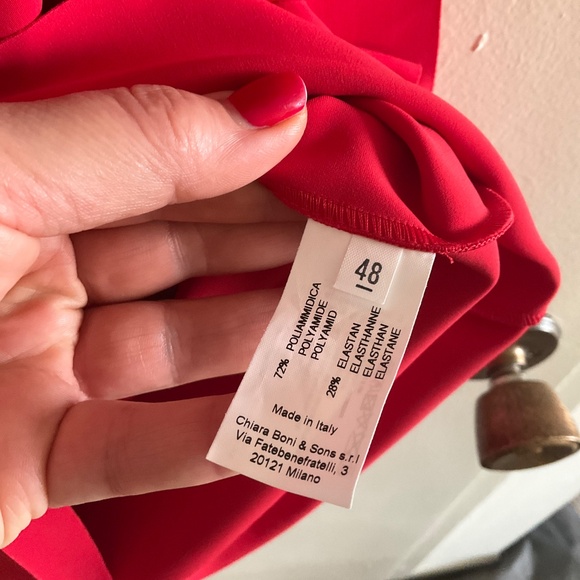 48
72% POLIAMMIDICA
POLYAMIDE
POLYAMID
28% ELASTAN
ELASTHANNE
ELASTHAN
ELASTANE
Made in Italy
Chiara Boni & Sons s.r.l
Via Fatebenefratelli, 3
20121 Milano